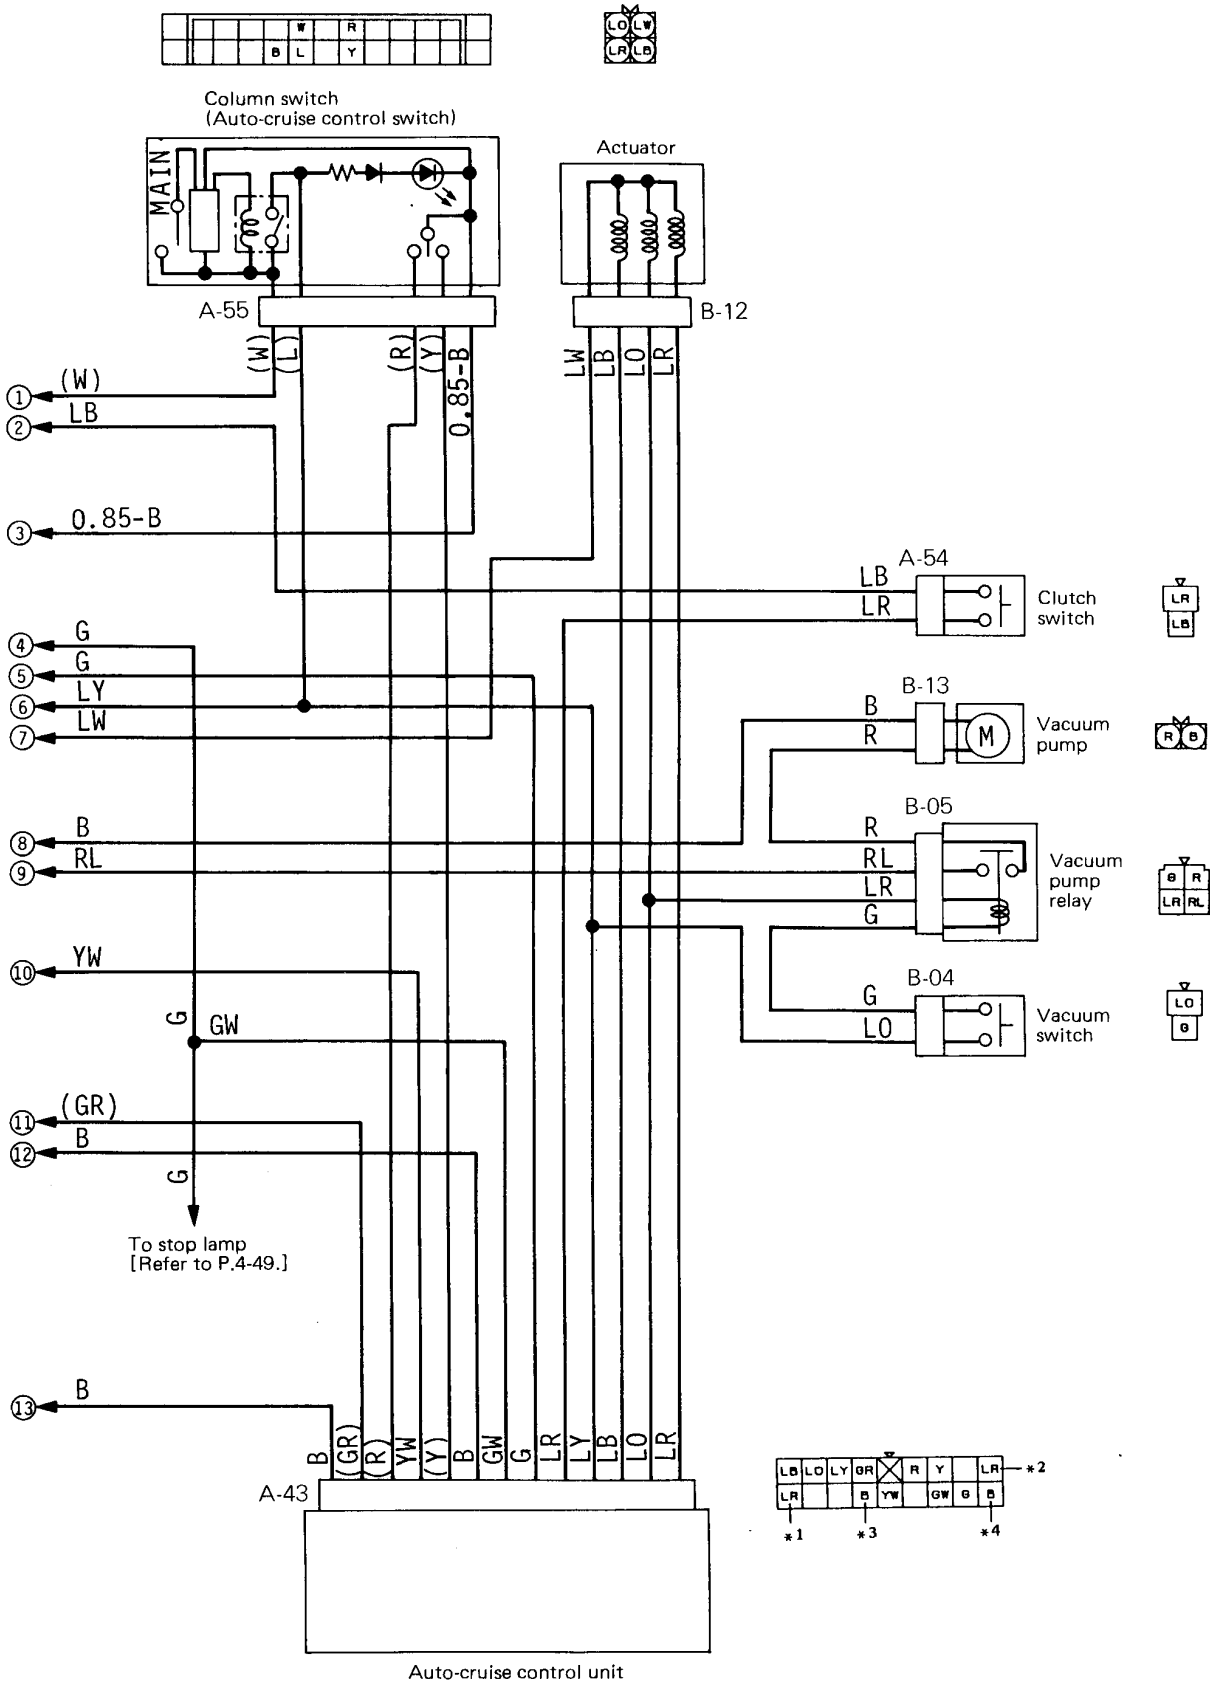 W R
B L Y
LO LW
LR LB
Column switch
(Auto-cruise control switch)
MAIN
Actuator
A-55
B-12
(W) (L) (R) (Y) 0.85-B
LW LB LO LR
1 (W)
2 LB
3 0.85-B
A-54
LB
LR
Clutch
switch
LR
LB
4 G
5 G
6 LY
7 LW
B-13
B
R
M
Vacuum
pump
R B
B-05
8 B
9 RL
R
RL
LR
G
Vacuum
pump
relay
G R
LR RL
10 YW
B-04
G
LO
Vacuum
switch
LO
G
G
GW
11 (GR)
12 B
G
To stop lamp
[Refer to P.4-49.]
13 B
B (GR) (R) YW (Y) B GW G LR LY LB LO LR
A-43
LB LO LY GR R Y LR *2
LR B YW GW G B
*1 *3 *4
Auto-cruise control unit